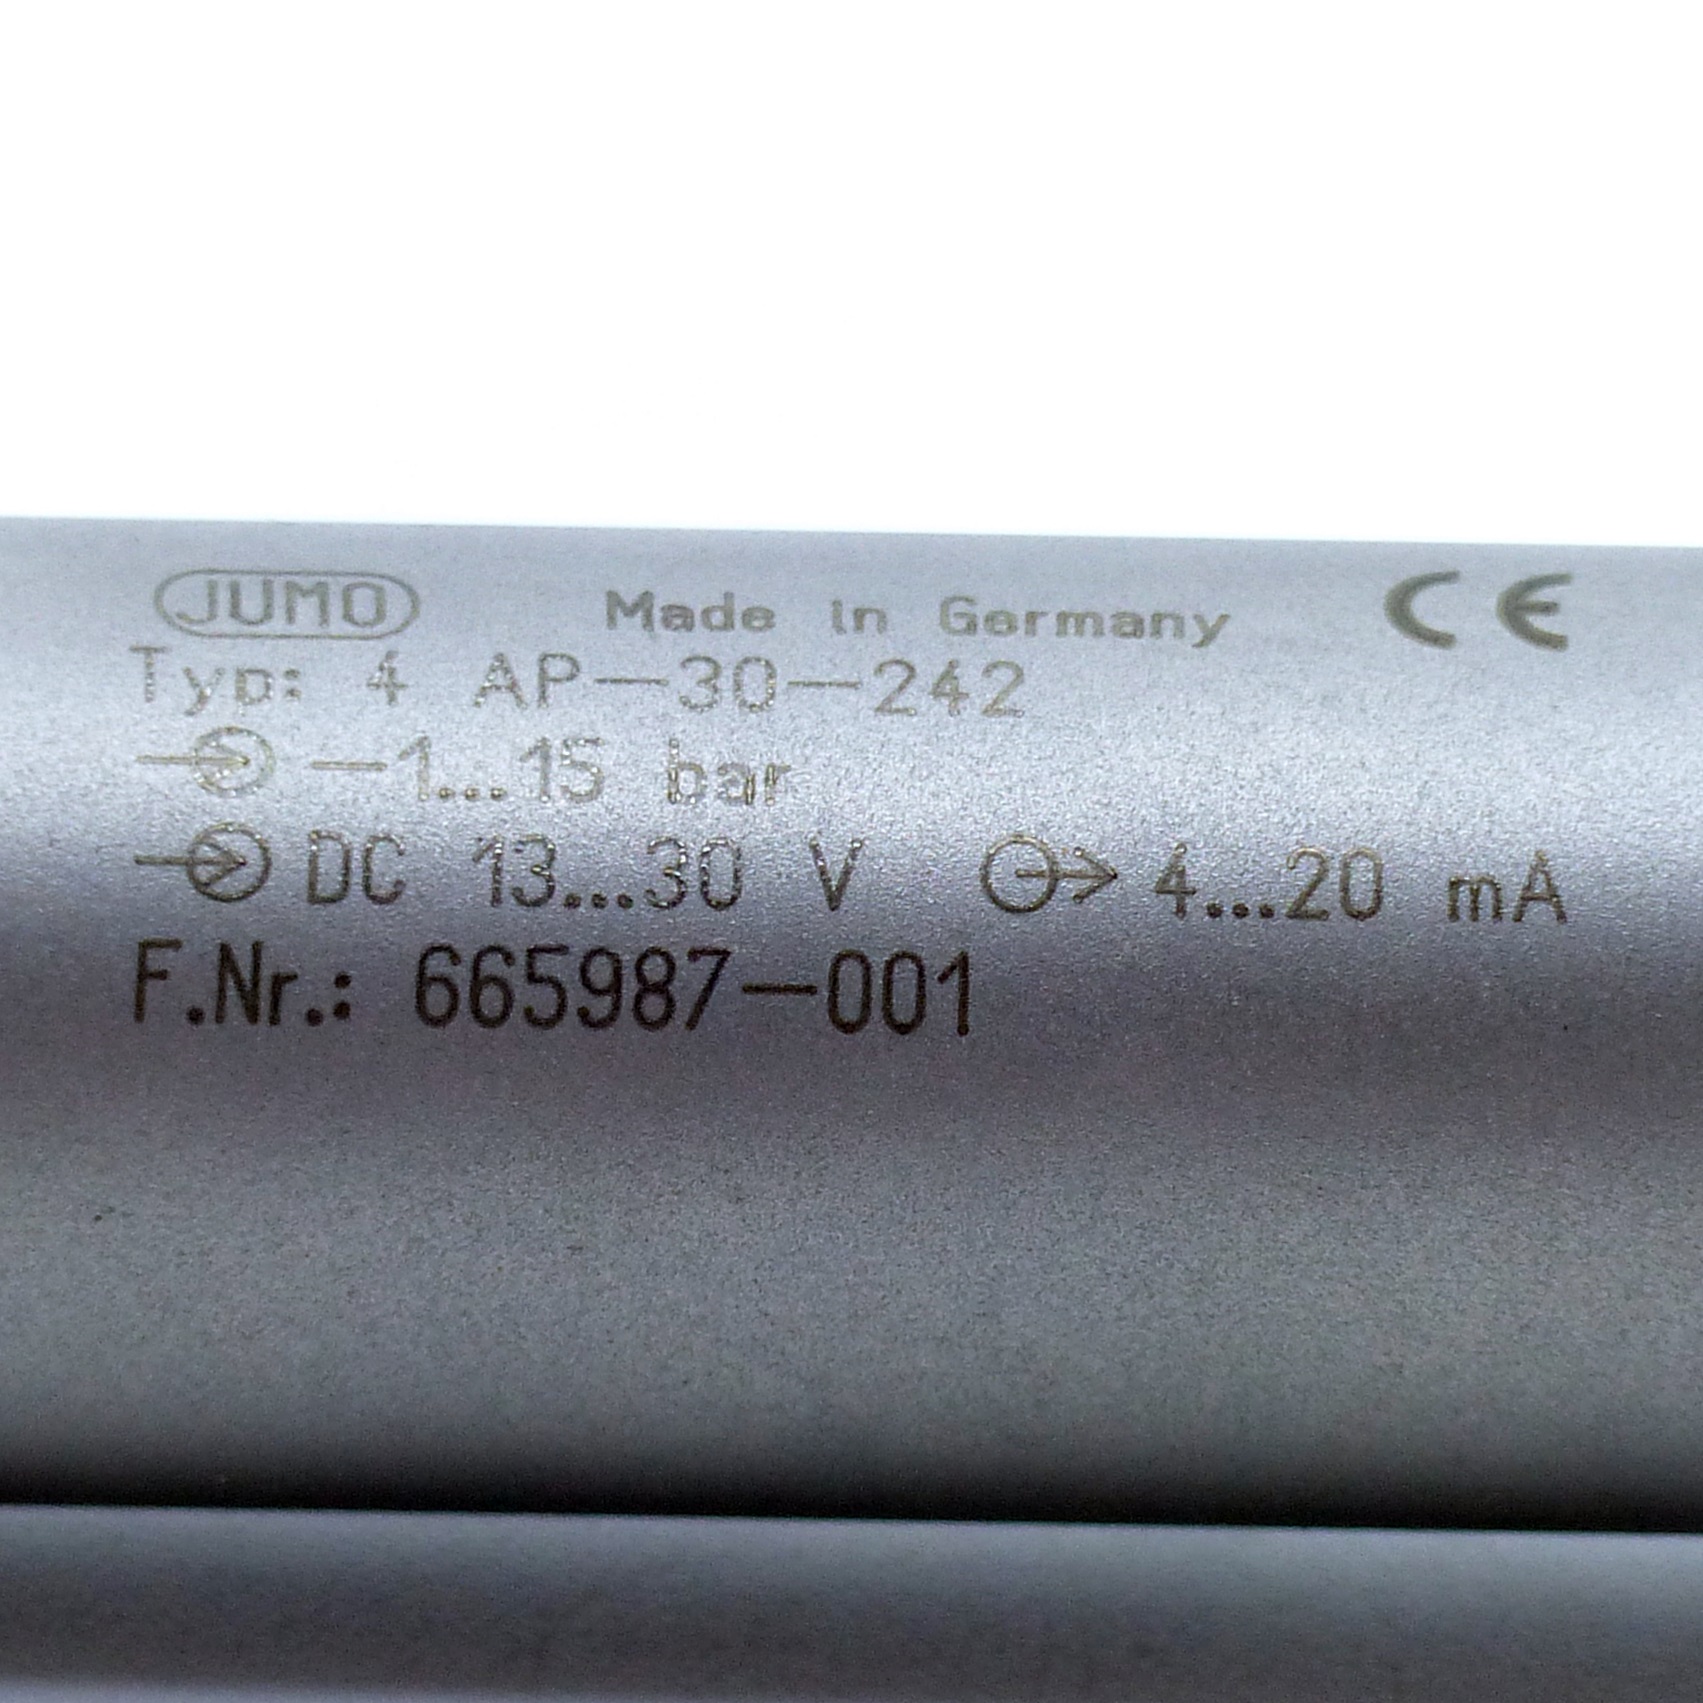 JUMO Made in Germany CE
Typ: 4 AP-30-242
-1...15 bar
DC 13...30 V 4...20 mA
F.Nr.: 665987-001